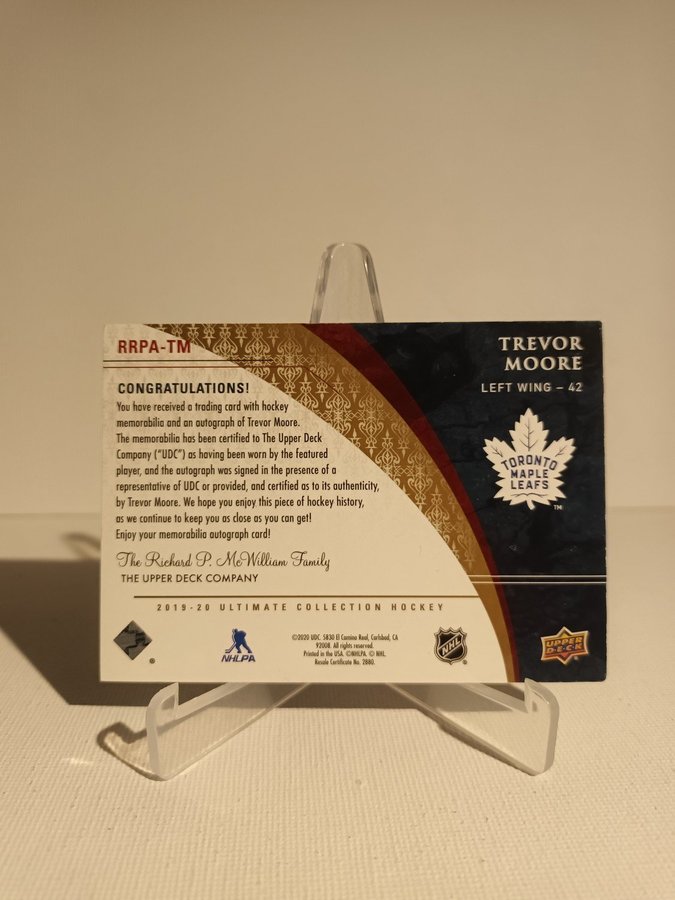 RRPA-TM
CONGRATULATIONS!
You have received a trading card with hockey
memorabilia and an autograph of Trevor Moore.
The memorabilia has been certified to The Upper Deck
Company ("UDC") as having been worn by the featured
player, and the autograph was signed in the presence of a
representative of UDC or provided, and certified as to its authenticity,
by Trevor Moore. We hope you enjoy this piece of hockey history,
as we continue to keep you as close as you can get!
Enjoy your memorabilia autograph card!
The Richard P. McWilliam Family
THE UPPER DECK COMPANY
TREVOR
MOORE
LEFT WING – 42
TORONTO
MAPLE
LEAFS
TM
2019-20 ULTIMATE COLLECTION HOCKEY
®
NHLPA
©2020 UDC. 5830 El Camino Real, Carlsbad, CA
92008. All rights reserved.
Printed in the USA. ©NHLPA. © NHL.
Resale Certificate No. 2880.
NHL
UPPER
DECK